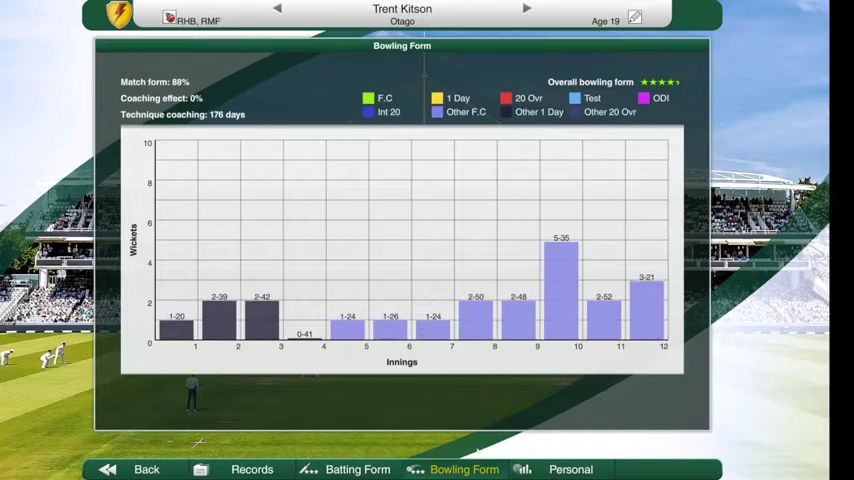 Trent Kitson
RHB, RMF
Otago
Age 19
Bowling Form
Match form: 88%
Coaching effect: 0%
Technique coaching: 176 days
Overall bowling form
F.C
1 Day
20 Ovr
Test
ODI
Int 20
Other F.C
Other 1 Day
Other 20 Ovr
Wickets
10
8
6
4
2
0
1-20
2-39
2-42
0-41
1-24
1-26
1-24
2-50
2-48
5-35
2-52
3-21
1 2 3 4 5 6 7 8 9 10 11 12
Innings
Back
Records
Batting Form
Bowling Form
Personal